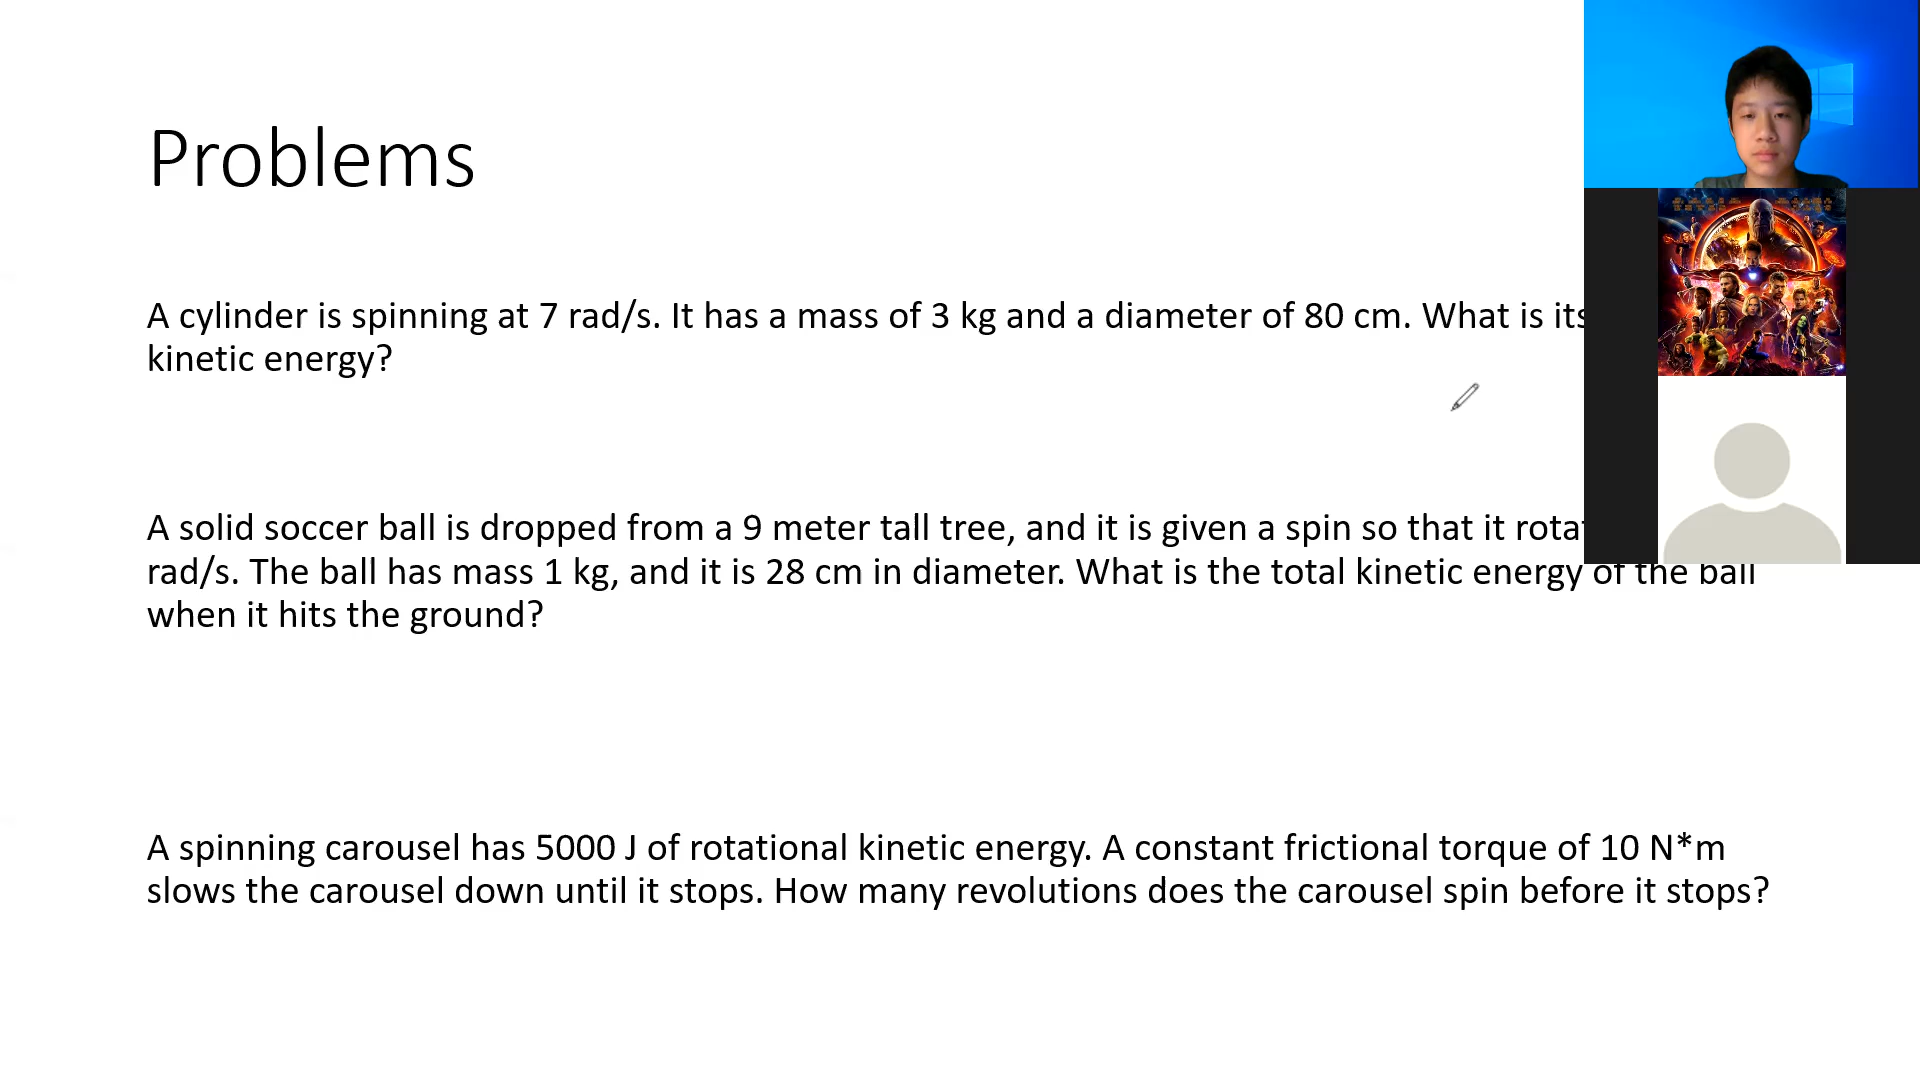 Problems
A cylinder is spinning at 7 rad/s. It has a mass of 3 kg and a diameter of 80 cm. What is its
kinetic energy?
A solid soccer ball is dropped from a 9 meter tall tree, and it is given a spin so that it
rad/s. The ball has mass 1 kg, and it is 28 cm in diameter. What is the total kinetic energy of the ball
when it hits the ground?
A spinning carousel has 5000 J of rotational kinetic energy. A constant frictional torque of 10 N*m
slows the carousel down until it stops. How many revolutions does the carousel spin before it stops?